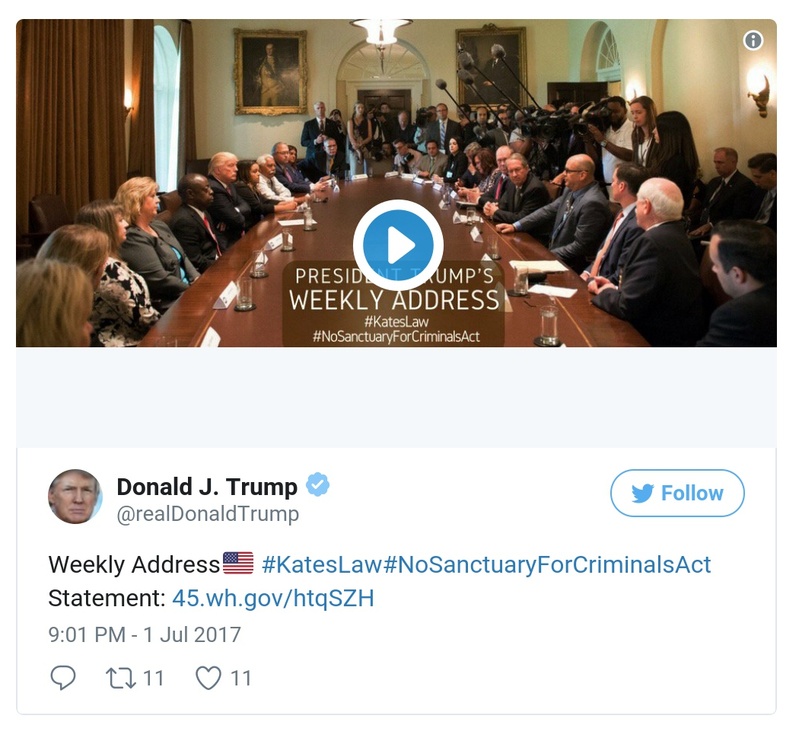 PRESIDENT TRUMP'S
WEEKLY ADDRESS
#KatesLaw
#NoSanctuaryForCriminalsAct
Donald J. Trump
@realDonaldTrump
Follow
Weekly Address🇺🇸 #KatesLaw#NoSanctuaryForCriminalsAct
Statement: 45.wh.gov/htqSZH
9:01 PM - 1 Jul 2017
11 11